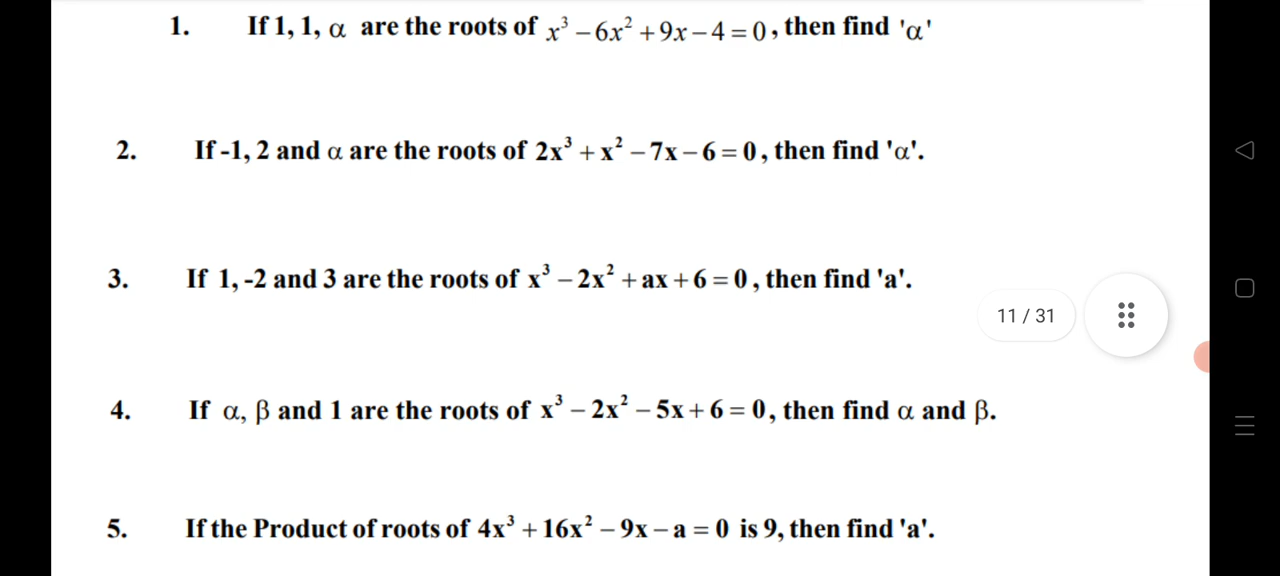 1. If 1, 1, α are the roots of x³ – 6x² + 9x – 4 = 0, then find 'α'
2. If -1, 2 and α are the roots of 2x³ + x² – 7x – 6 = 0, then find 'α'.
3. If 1, -2 and 3 are the roots of x³ – 2x² + ax + 6 = 0, then find 'a'.
11 / 31
4. If α, β and 1 are the roots of x³ – 2x² – 5x + 6 = 0, then find α and β.
5. If the Product of roots of 4x³ + 16x² – 9x – a = 0 is 9, then find 'a'.